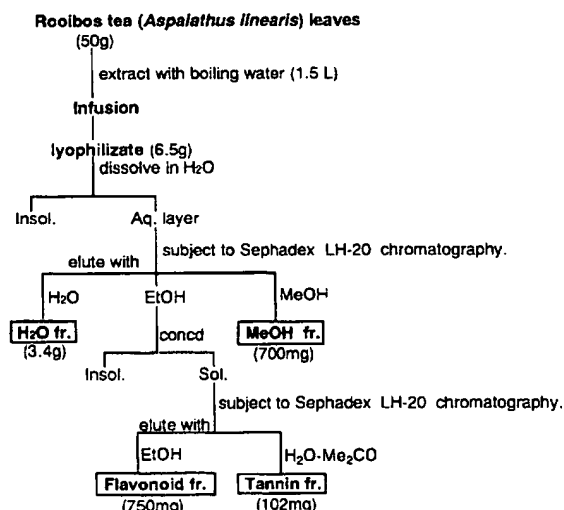 Rooibos tea (Aspalathus linearis) leaves
(50g)
extract with boiling water (1.5 L)
Infusion
lyophilizate (6.5g)
dissolve in H₂O
Insol. Aq. layer
subject to Sephadex LH-20 chromatography.
elute with
H₂O EtOH MeOH
H₂O fr. MeOH fr.
(3.4g) concd (700mg)
Insol. Sol.
subject to Sephadex LH-20 chromatography.
elute with
EtOH H₂O-Me₂CO
Flavonoid fr. Tannin fr.
(750mg) (102mg)